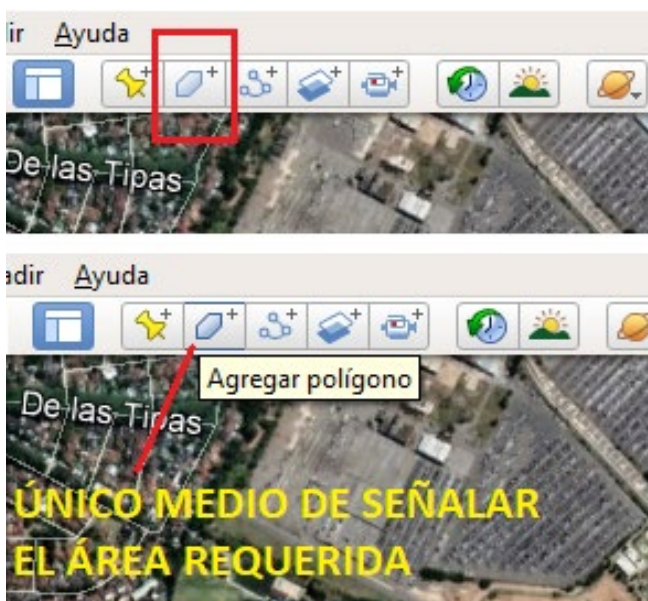 ir Ayuda
De las Tipas
adir Ayuda
Agregar polígono
De las Tipas
ÚNICO MEDIO DE SEÑALAR
EL ÁREA REQUERIDA